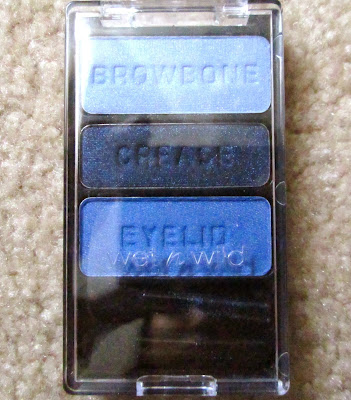 BROWBONE
CREASE
EYELID
wet n wild